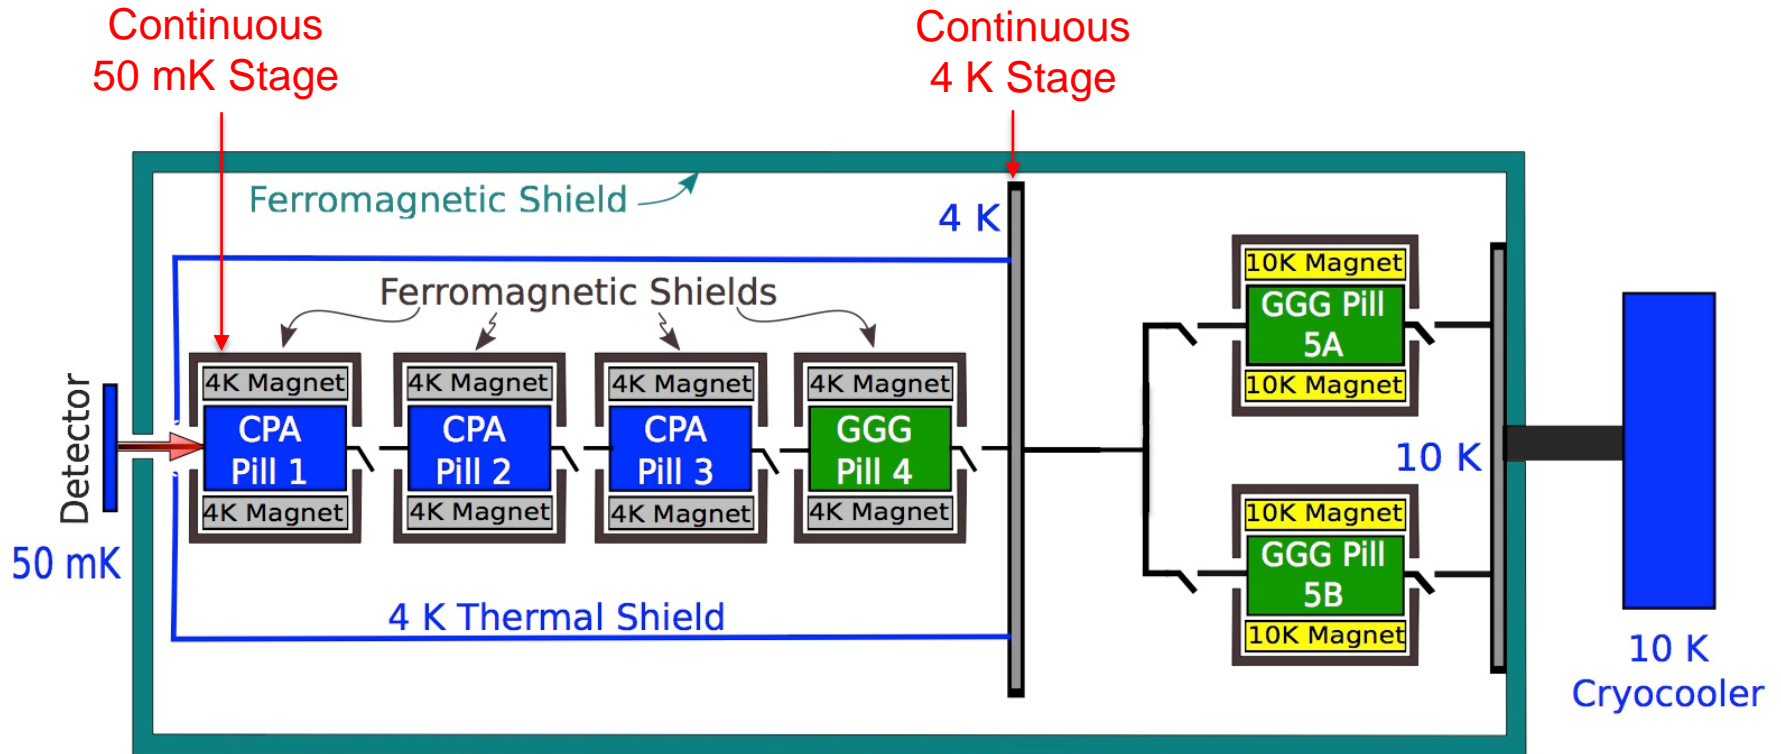 Continuous
50 mK Stage
Continuous
4 K Stage
Ferromagnetic Shield
4 K
Ferromagnetic Shields
10K Magnet
GGG Pill
5A
10K Magnet
4K Magnet
4K Magnet
4K Magnet
4K Magnet
Detector
CPA
Pill 1
CPA
Pill 2
CPA
Pill 3
GGG
Pill 4
10 K
4K Magnet
4K Magnet
4K Magnet
4K Magnet
10K Magnet
GGG Pill
5B
10K Magnet
50 mK
4 K Thermal Shield
10 K
Cryocooler